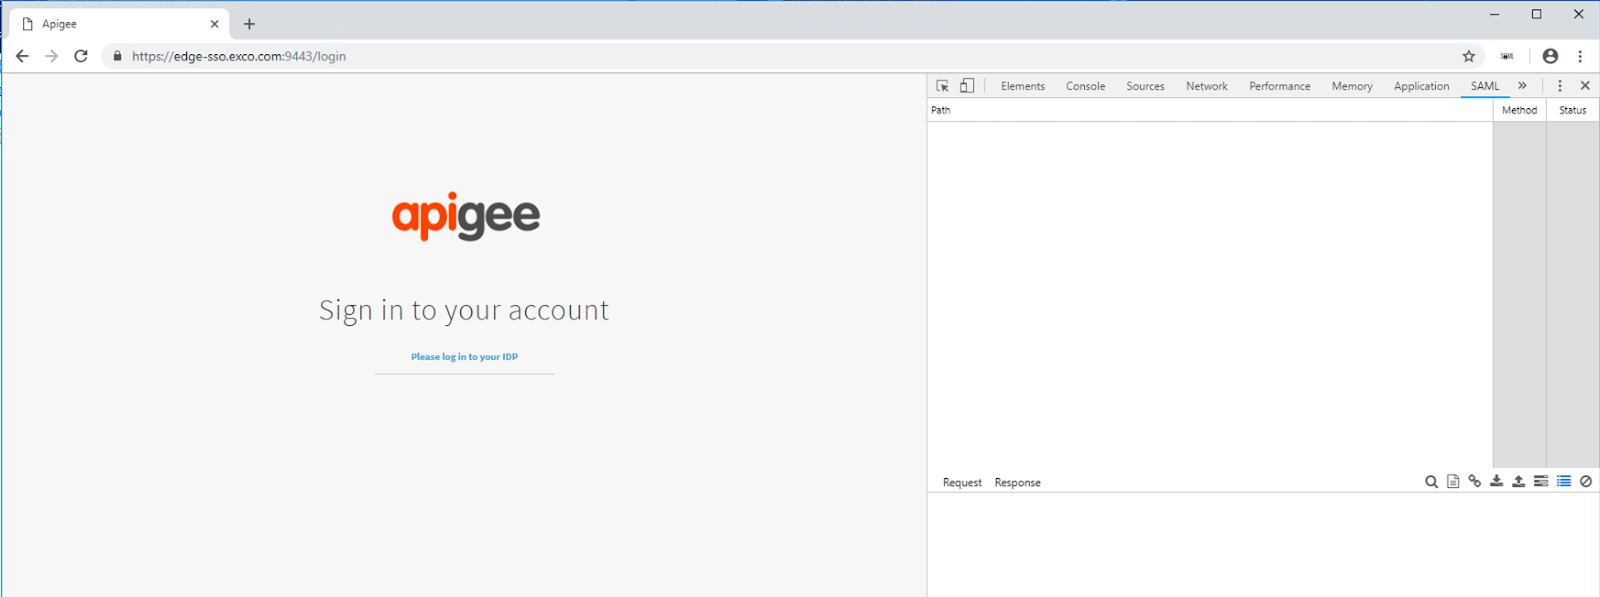 Apigee
https://edge-sso.exco.com:9443/login
Elements Console Sources Network Performance Memory Application SAML »
Path Method Status
apigee
Sign in to your account
Please log in to your IDP
Request Response